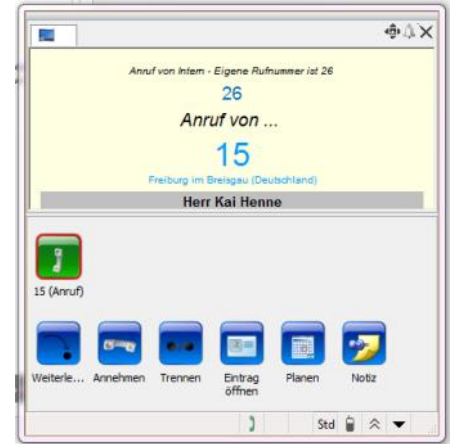 Anruf von Intern - Eigene Rufnummer ist 26
26
Anruf von ...
15
Freiburg im Breisgau (Deutschland)
Herr Kai Henne
15 (Anruf)
Weiterle... Annehmen Trennen Eintrag öffnen Planen Notiz
Std